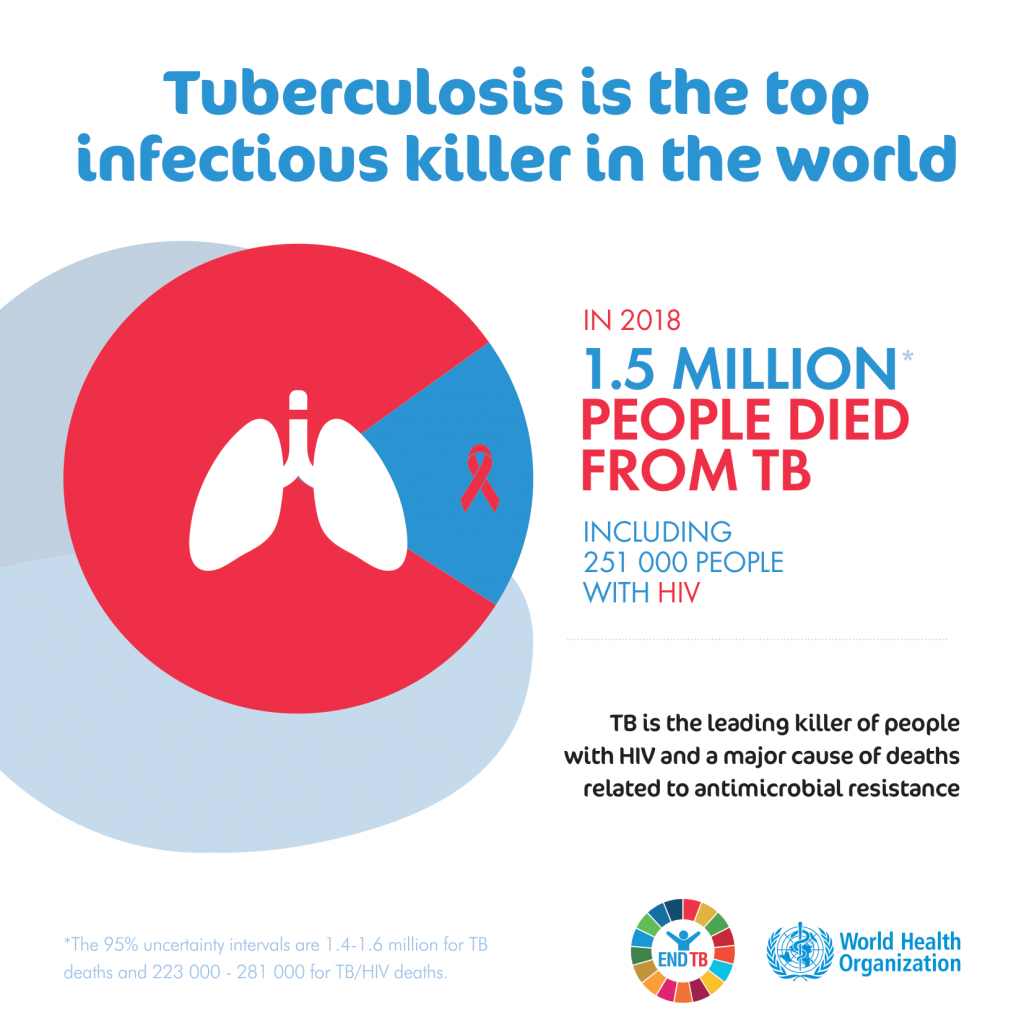 Tuberculosis is the top
infectious killer in the world
IN 2018
1.5 MILLION*
PEOPLE DIED
FROM TB
INCLUDING
251 000 PEOPLE
WITH HIV
TB is the leading killer of people
with HIV and a major cause of deaths
related to antimicrobial resistance
*The 95% uncertainty intervals are 1.4-1.6 million for TB
deaths and 223 000 - 281 000 for TB/HIV deaths.
END TB
World Health
Organization